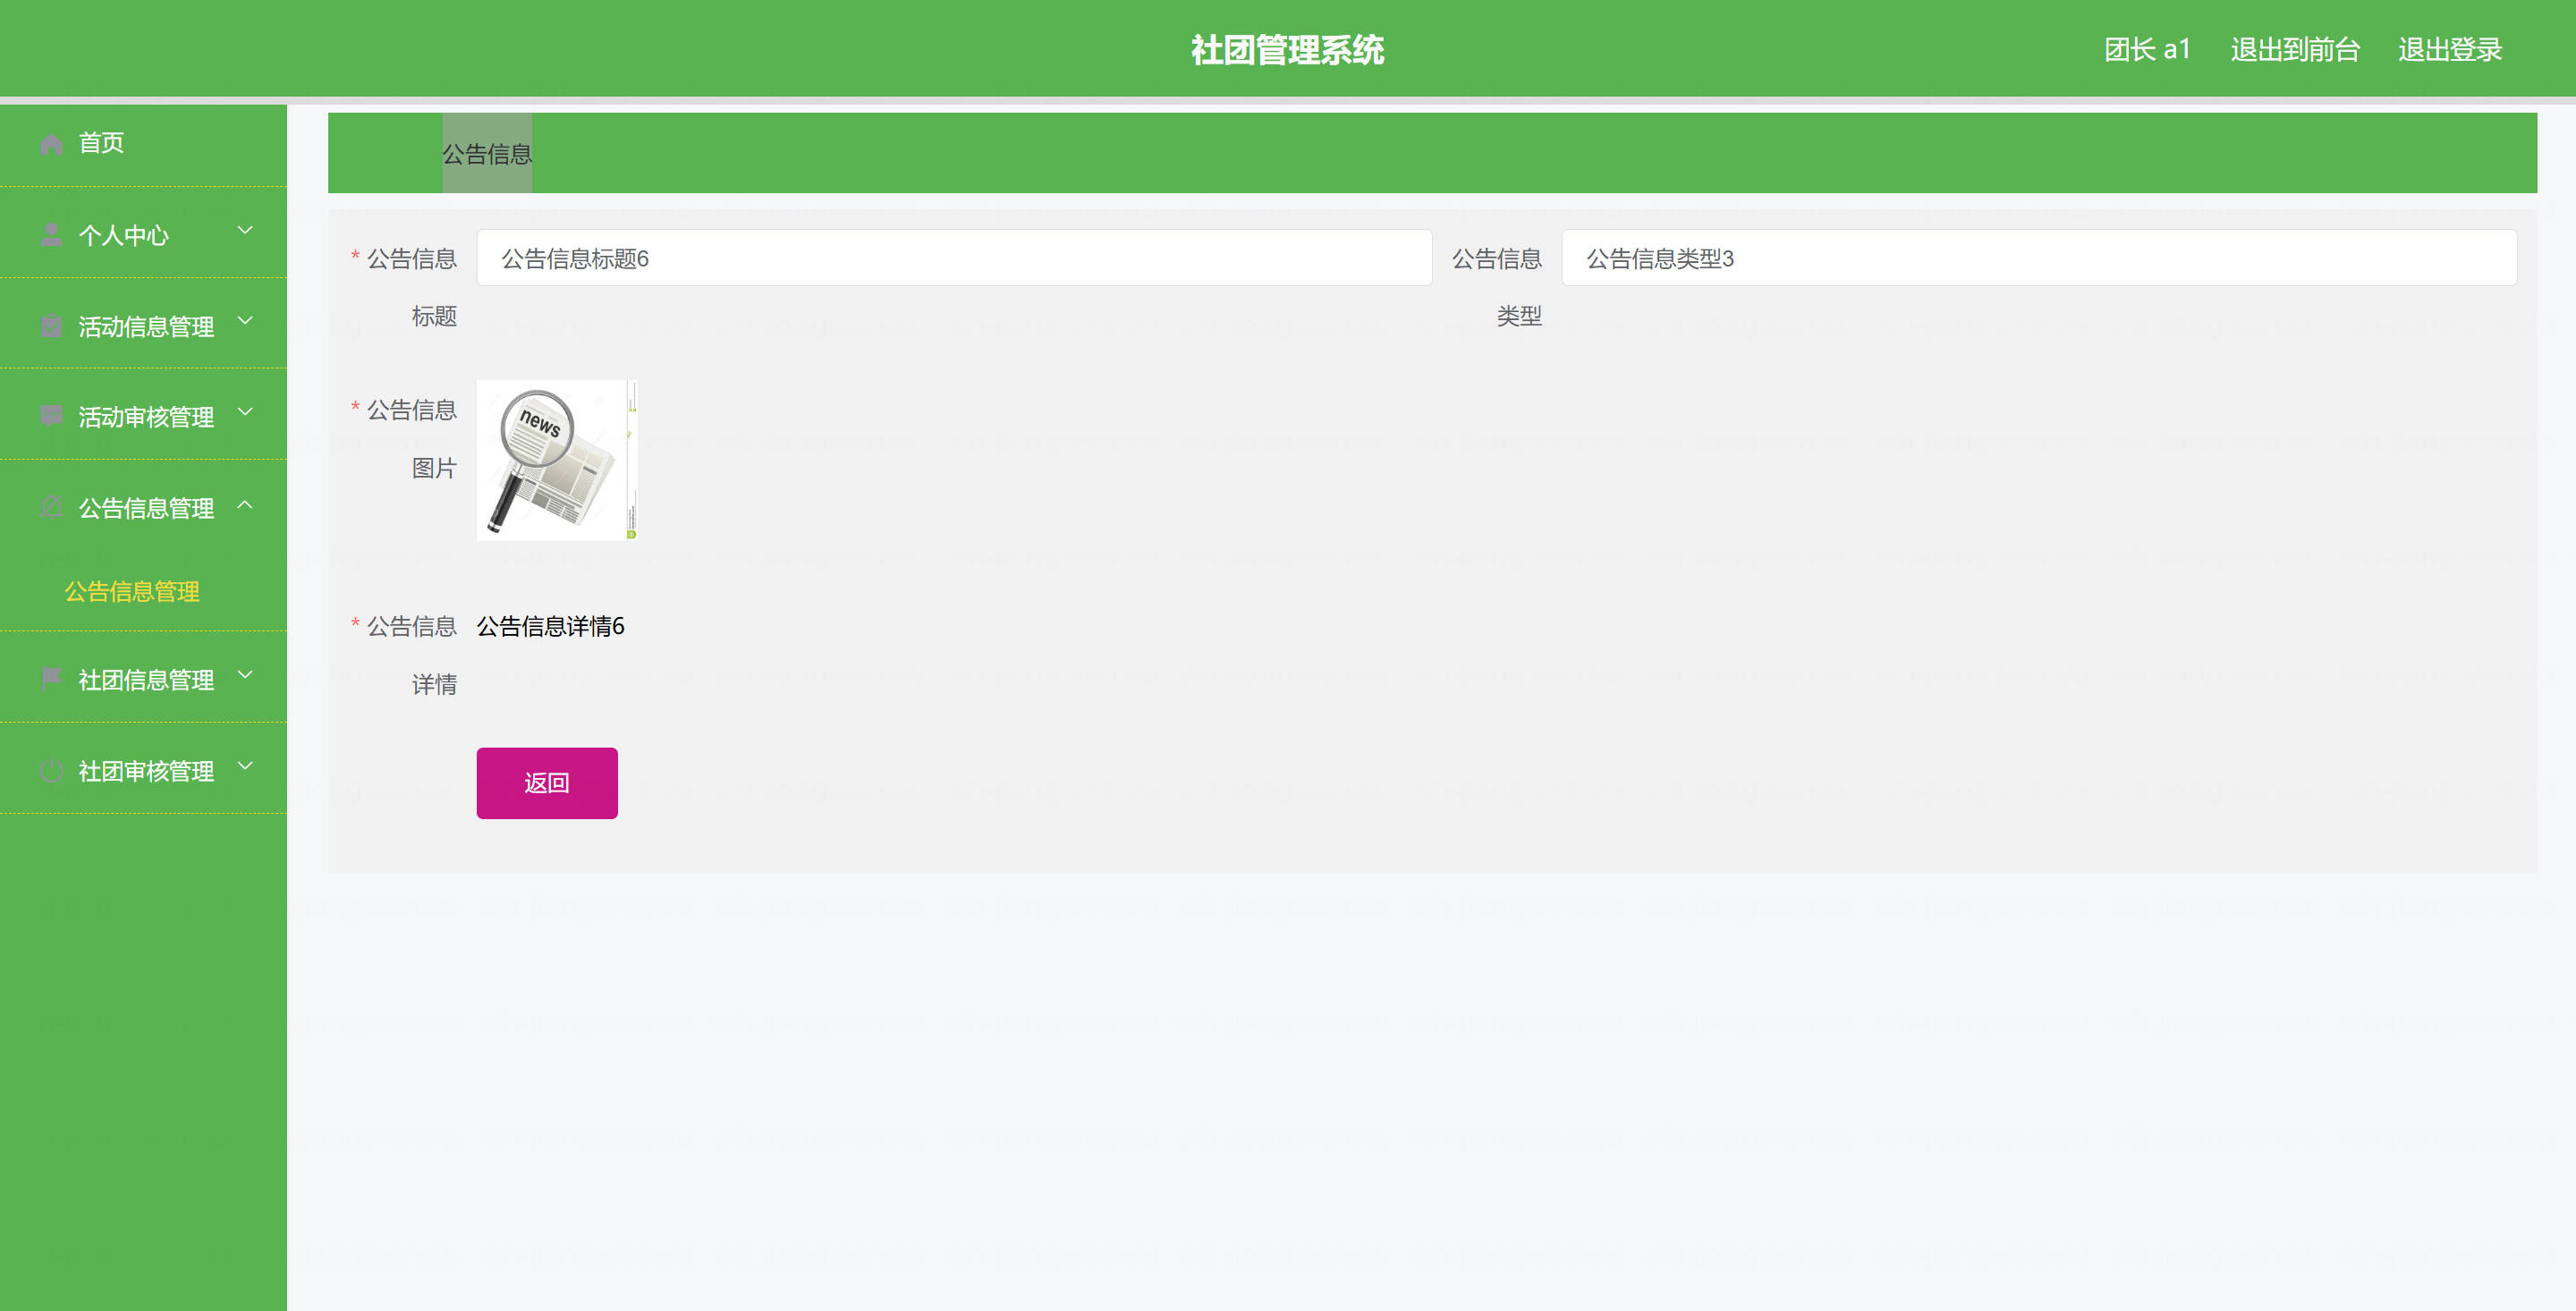 社团管理系统
团长 a1 退出到前台 退出登录
首页
个人中心
活动信息管理
活动审核管理
公告信息管理
公告信息管理
社团信息管理
社团审核管理
公告信息
* 公告信息
标题
公告信息标题6
公告信息
类型
公告信息类型3
* 公告信息
图片
news
* 公告信息
详情
公告信息详情6
返回